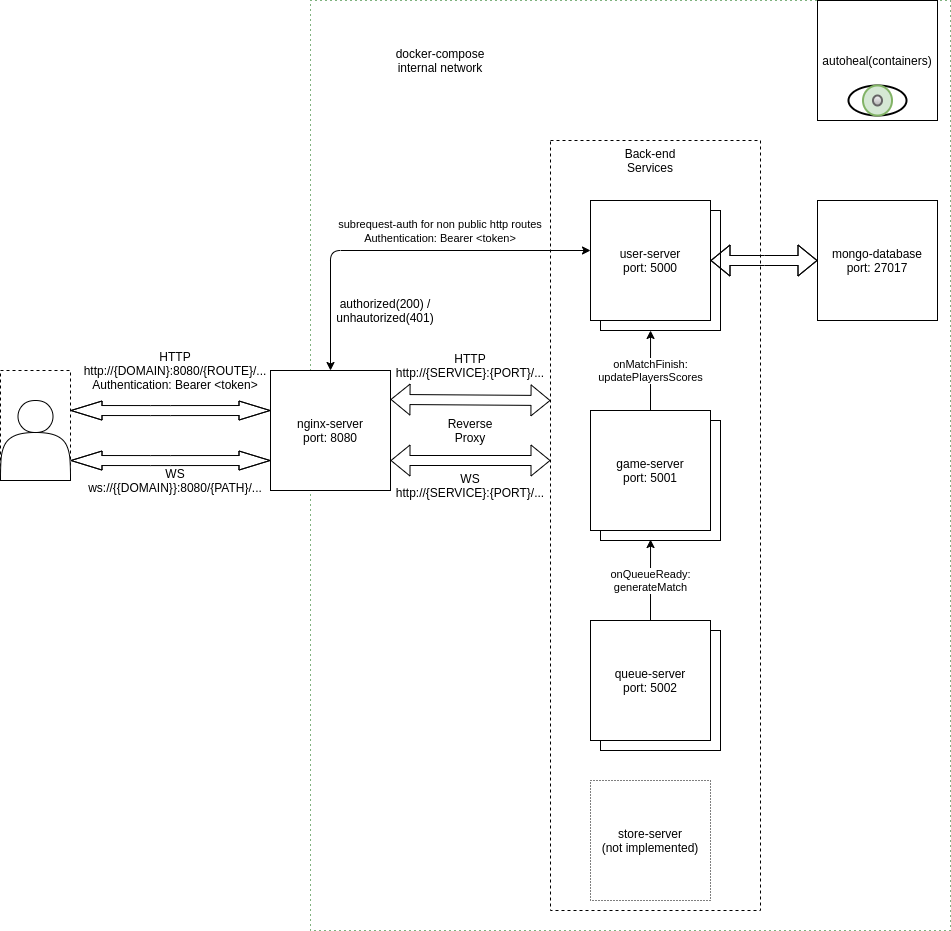 docker-compose
internal network
autoheal(containers)
Back-end
Services
subrequest-auth for non public http routes
Authentication: Bearer <token>
user-server
port: 5000
mongo-database
port: 27017
authorized(200) /
unhautorized(401)
HTTP
http://{DOMAIN}:8080/{ROUTE}/...
Authentication: Bearer <token>
HTTP
http://{SERVICE}:{PORT}/...
onMatchFinish:
updatePlayersScores
nginx-server
port: 8080
Reverse
Proxy
game-server
port: 5001
WS
ws://{{DOMAIN}}:8080/{PATH}/...
WS
http://{SERVICE}:{PORT}/...
onQueueReady:
generateMatch
queue-server
port: 5002
store-server
(not implemented)